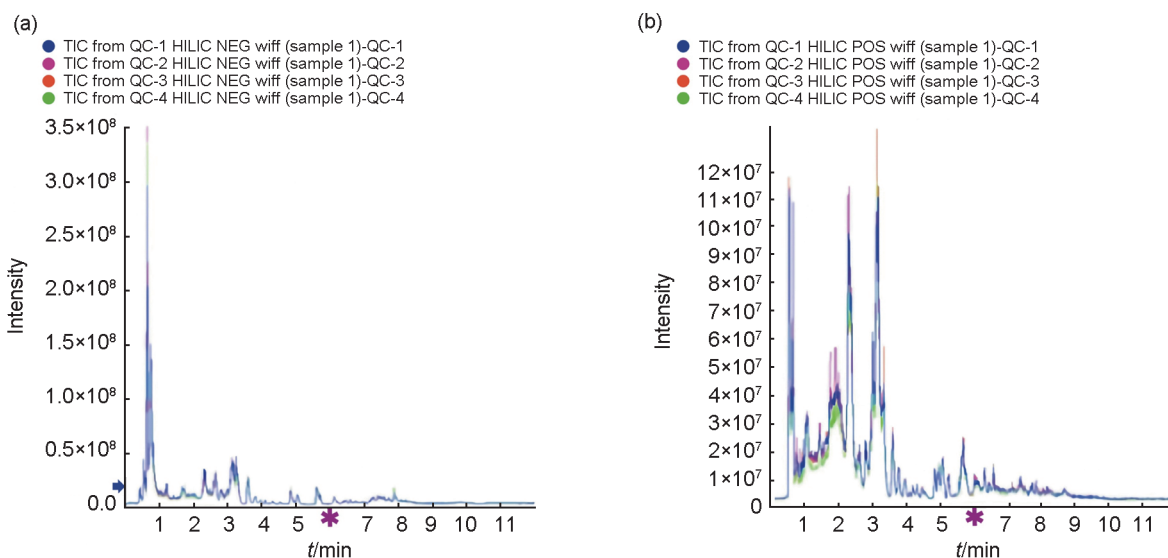 (a)
TIC from QC-1 HILIC NEG wiff (sample 1)-QC-1
TIC from QC-2 HILIC NEG wiff (sample 1)-QC-2
TIC from QC-3 HILIC NEG wiff (sample 1)-QC-3
TIC from QC-4 HILIC NEG wiff (sample 1)-QC-4
3.5×10⁸
3.0×10⁸
2.5×10⁸
2.0×10⁸
1.5×10⁸
1.0×10⁸
0.5×10⁸
0.0
Intensity
1 2 3 4 5 * 7 8 9 10 11
t/min
(b)
TIC from QC-1 HILIC POS wiff (sample 1)-QC-1
TIC from QC-2 HILIC POS wiff (sample 1)-QC-2
TIC from QC-3 HILIC POS wiff (sample 1)-QC-3
TIC from QC-4 HILIC POS wiff (sample 1)-QC-4
12×10⁷
11×10⁷
10×10⁷
9×10⁷
8×10⁷
7×10⁷
6×10⁷
5×10⁷
4×10⁷
3×10⁷
2×10⁷
1×10⁷
0
Intensity
1 2 3 4 5 * 7 8 9 10 11
t/min